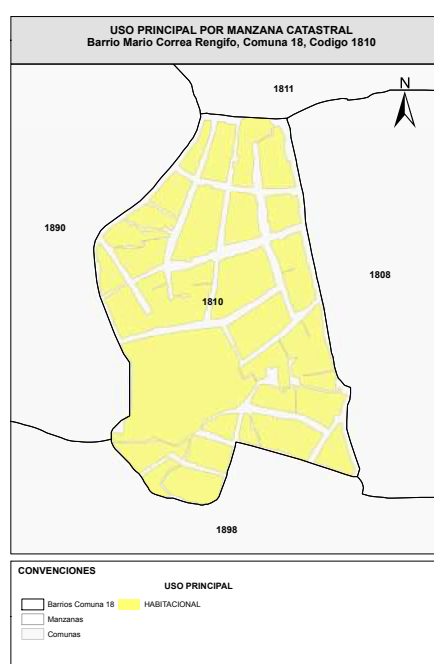 USO PRINCIPAL POR MANZANA CATASTRAL
Barrio Mario Correa Rengifo, Comuna 18, Codigo 1810
1811
N
1890
1808
1810
1898
CONVENCIONES
USO PRINCIPAL
Barrios Comuna 18
HABITACIONAL
Manzanas
Comunas